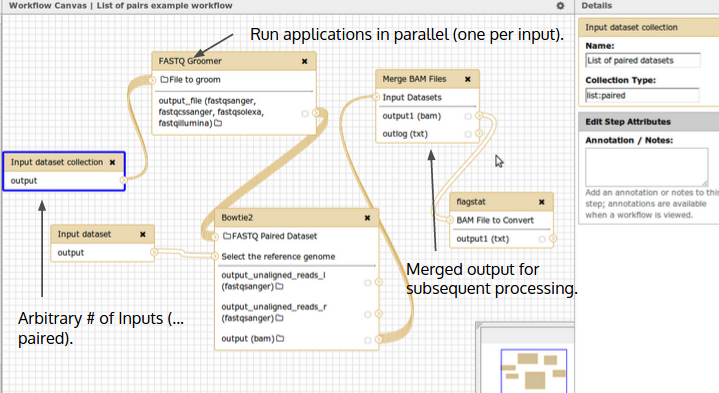 Workflow Canvas | List of pairs example workflow
Details
Run applications in parallel (one per input).
FASTQ Groomer
File to groom
output_file (fastqsanger,
fastqcssanger, fastqsolexa,
fastqillumina)
Input dataset collection
output
Input dataset
output
Bowtie2
FASTQ Paired Dataset
Select the reference genome
output_unaligned_reads_l
(fastqsanger)
output_unaligned_reads_r
(fastqsanger)
output (bam)
Merge BAM Files
Input Datasets
output1 (bam)
outlog (txt)
flagstat
BAM File to Convert
output1 (txt)
Merged output for
subsequent processing.
Arbitrary # of Inputs (...
paired).
Input dataset collection
Name:
List of paired datasets
Collection Type:
list:paired
Edit Step Attributes
Annotation / Notes:
Add an annotation or notes to this
step; annotations are available
when a workflow is viewed.